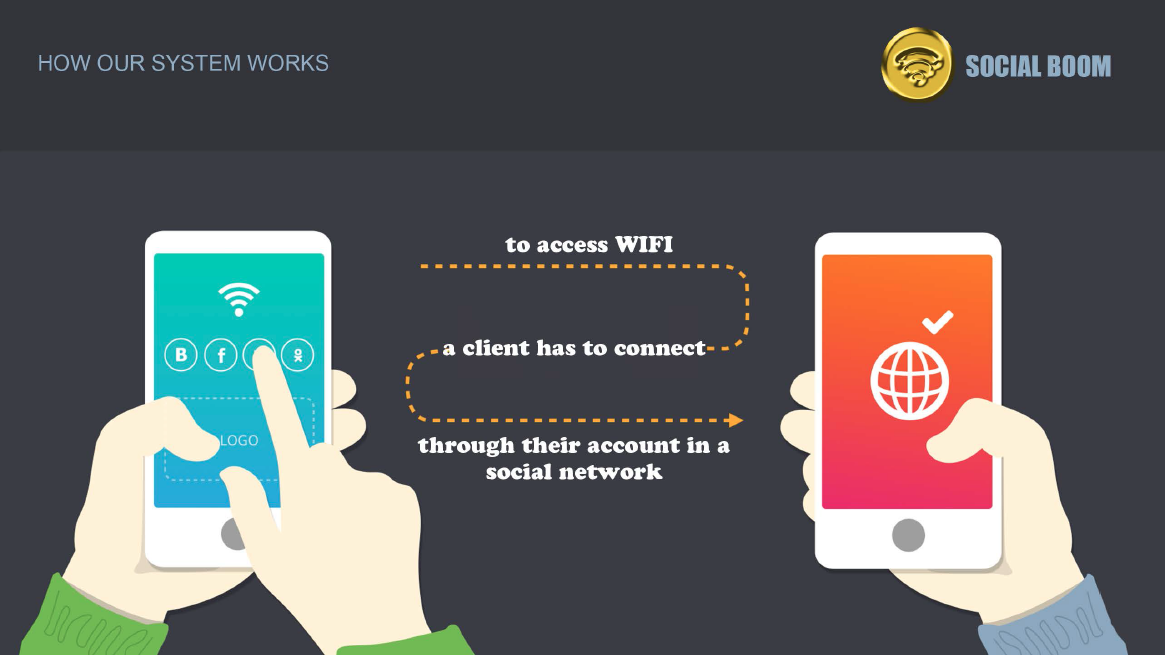 HOW OUR SYSTEM WORKS
SOCIAL BOOM
to access WIFI
a client has to connect
through their account in a
social network
B f
LOGO